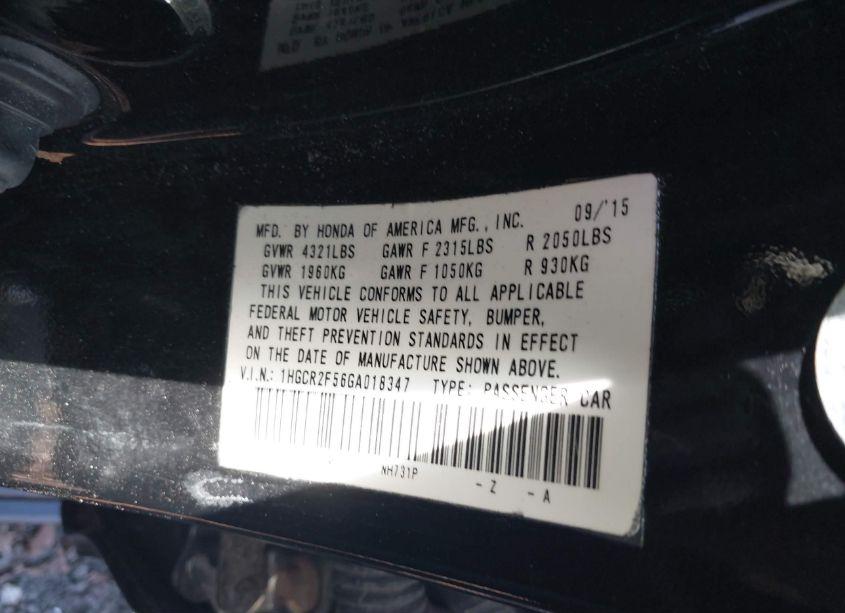 09/'15
MFD. BY HONDA OF AMERICA MFG., INC.
GVWR 4321LBS GAWR F 2315LBS R 2050LBS
GVWR 1960KG GAWR F 1050KG R 930KG
THIS VEHICLE CONFORMS TO ALL APPLICABLE
FEDERAL MOTOR VEHICLE SAFETY, BUMPER,
AND THEFT PREVENTION STANDARDS IN EFFECT
ON THE DATE OF MANUFACTURE SHOWN ABOVE.
V.I.N.: 1HGCR2F56GA018347 TYPE: PASSENGER CAR
NH731P -Z -A